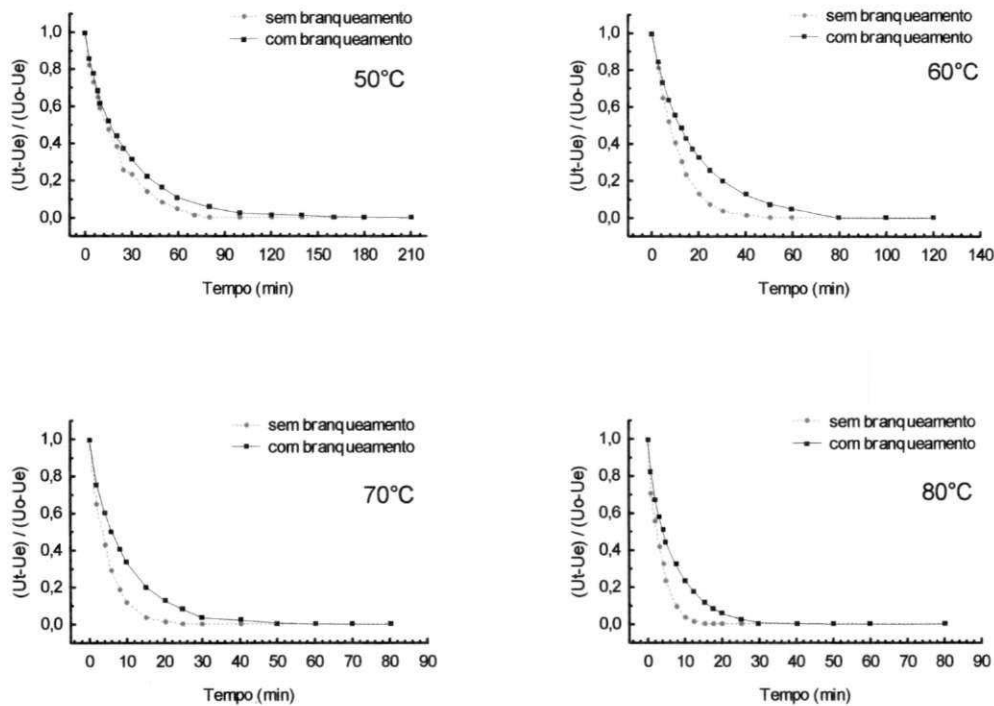 sem branqueamento
com branqueamento
50°C
(Ut-Ue) / (Uo-Ue)
1,0
0,8
0,6
0,4
0,2
0,0
0 30 60 90 120 150 180 210
Tempo (min)
sem branqueamento
com branqueamento
60°C
(Ut-Ue) / (Uo-Ue)
1,0
0,8
0,6
0,4
0,2
0,0
0 20 40 60 80 100 120 140
Tempo (min)
sem branqueamento
com branqueamento
70°C
(Ut-Ue) / (Uo-Ue)
1,0
0,8
0,6
0,4
0,2
0,0
0 10 20 30 40 50 60 70 80 90
Tempo (min)
sem branqueamento
com branqueamento
80°C
(Ut-Ue) / (Uo-Ue)
1,0
0,8
0,6
0,4
0,2
0,0
0 10 20 30 40 50 60 70 80 90
Tempo (min)